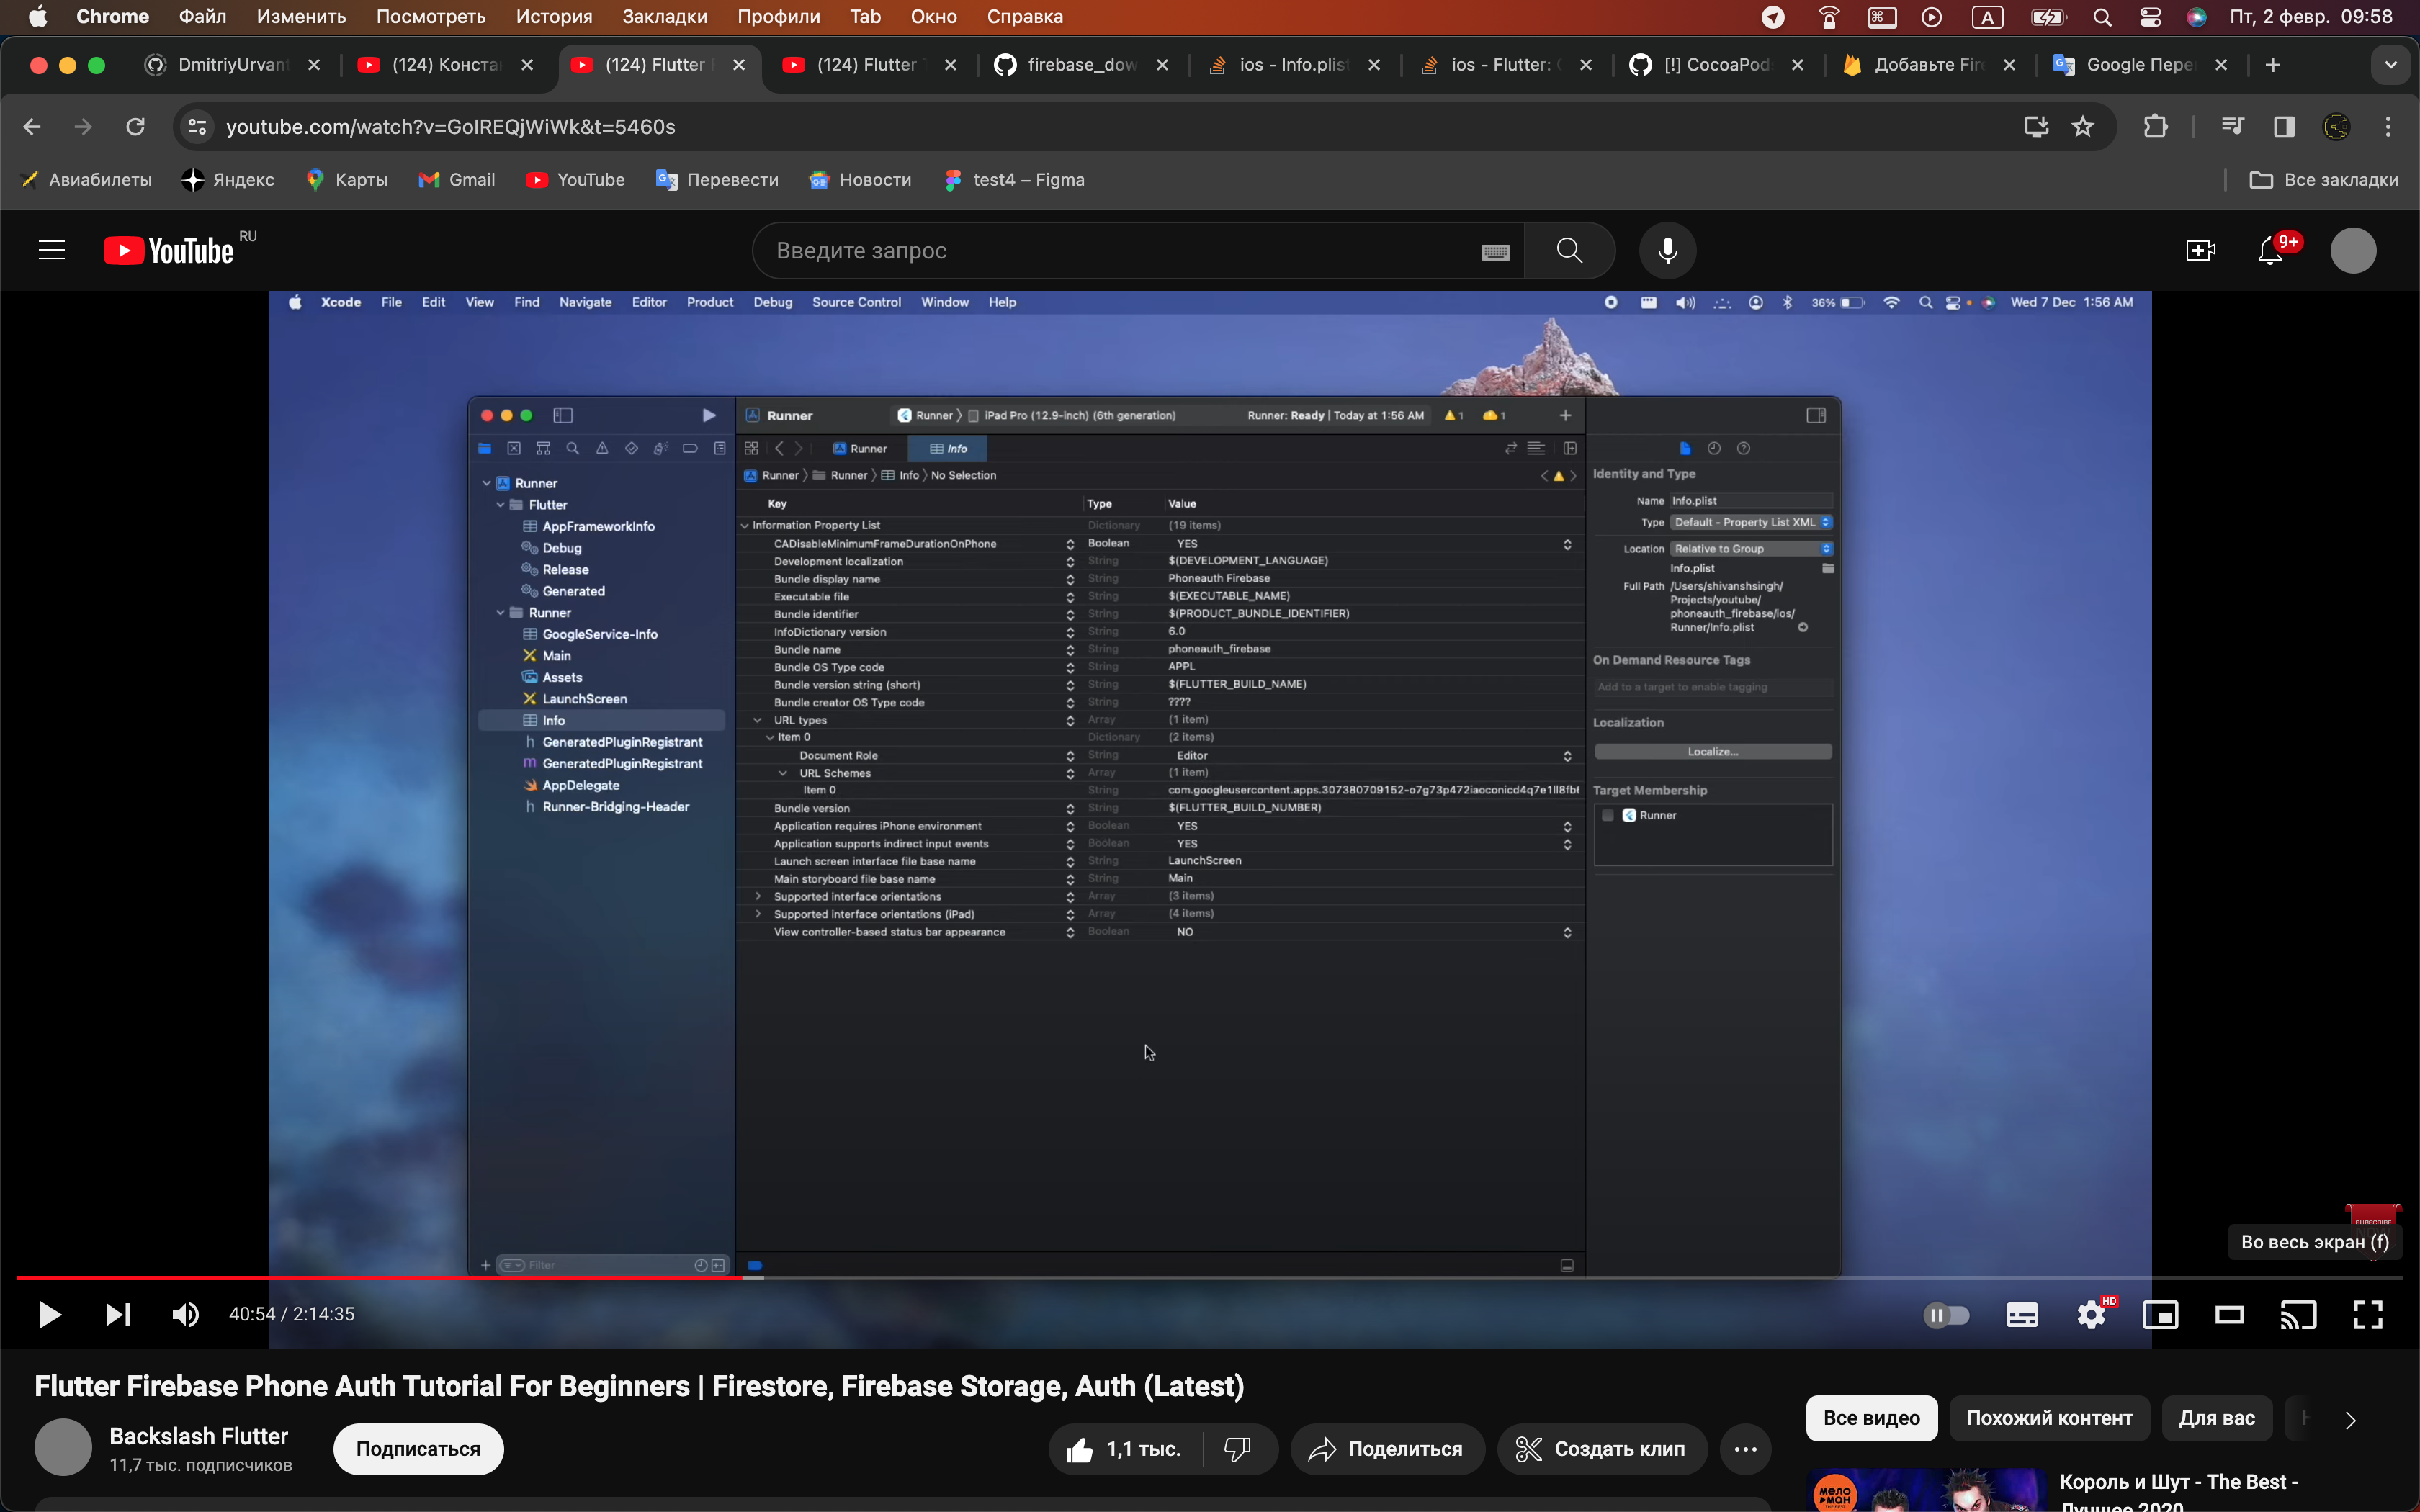 Chrome Файл Изменить Посмотреть История Закладки Профили Tab Окно Справка A Пт, 2 февр. 09:58
DmitriyUrvant (124) Конста (124) Flutter (124) Flutter firebase_dow ios - Info.plist ios - Flutter: [!] CocoaPod Добавьте Fir Google Пере
youtube.com/watch?v=GolREQjWiWk&t=5460s
Авиабилеты Яндекс Карты Gmail YouTube Перевести Новости test4 – Figma Все закладки
YouTube RU Введите запрос 9+
Xcode File Edit View Find Navigate Editor Product Debug Source Control Window Help 36% Wed 7 Dec 1:56 AM
Runner Runner iPad Pro (12.9-inch) (6th generation) Runner: Ready | Today at 1:56 AM 1 1
Runner Info
Runner Runner Info No Selection
Runner
Flutter
AppFrameworkInfo
Debug
Release
Generated
Runner
GoogleService-Info
Main
Assets
LaunchScreen
Info
GeneratedPluginRegistrant
GeneratedPluginRegistrant
AppDelegate
Runner-Bridging-Header
Filter
Key Type Value
Information Property List Dictionary (19 items)
CADisableMinimumFrameDurationOnPhone Boolean YES
Development localization String $(DEVELOPMENT_LANGUAGE)
Bundle display name String Phoneauth Firebase
Executable file String $(EXECUTABLE_NAME)
Bundle identifier String $(PRODUCT_BUNDLE_IDENTIFIER)
InfoDictionary version String 6.0
Bundle name String phoneauth_firebase
Bundle OS Type code String APPL
Bundle version string (short) String $(FLUTTER_BUILD_NAME)
Bundle creator OS Type code String ????
URL types Array (1 item)
Item 0 Dictionary (2 items)
Document Role String Editor
URL Schemes Array (1 item)
Item 0 String com.googleusercontent.apps.307380709152-o7g73p472iaoconicd4q7e1ll8fb6
Bundle version String $(FLUTTER_BUILD_NUMBER)
Application requires iPhone environment Boolean YES
Application supports indirect input events Boolean YES
Launch screen interface file base name String LaunchScreen
Main storyboard file base name String Main
Supported interface orientations Array (3 items)
Supported interface orientations (iPad) Array (4 items)
View controller-based status bar appearance Boolean NO
Identity and Type
Name Info.plist
Type Default - Property List XML
Location Relative to Group
Info.plist
Full Path /Users/shivanshsingh/
Projects/youtube/
phoneauth_firebase/ios/
Runner/Info.plist
On Demand Resource Tags
Add to a target to enable tagging
Localization
Localize...
Target Membership
Runner
SUBSCRIBE
Во весь экран (f)
40:54 / 2:14:35 HD
Flutter Firebase Phone Auth Tutorial For Beginners | Firestore, Firebase Storage, Auth (Latest)
Backslash Flutter
11,7 тыс. подписчиков
Подписаться 1,1 тыс. Поделиться Создать клип
Все видео Похожий контент Для вас
МЕЛО МАН
Король и Шут - The Best -
Лучшее 2020